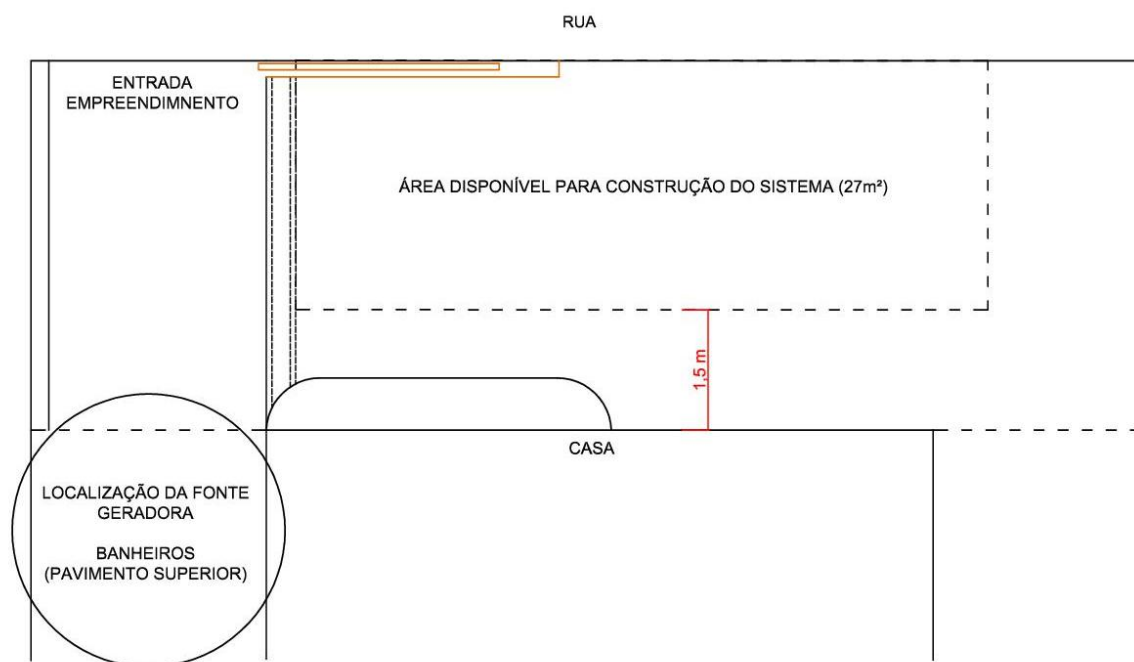 RUA
ENTRADA
EMPREENDIMNENTO
ÁREA DISPONÍVEL PARA CONSTRUÇÃO DO SISTEMA (27m²)
1,5 m
CASA
LOCALIZAÇÃO DA FONTE
GERADORA
BANHEIROS
(PAVIMENTO SUPERIOR)